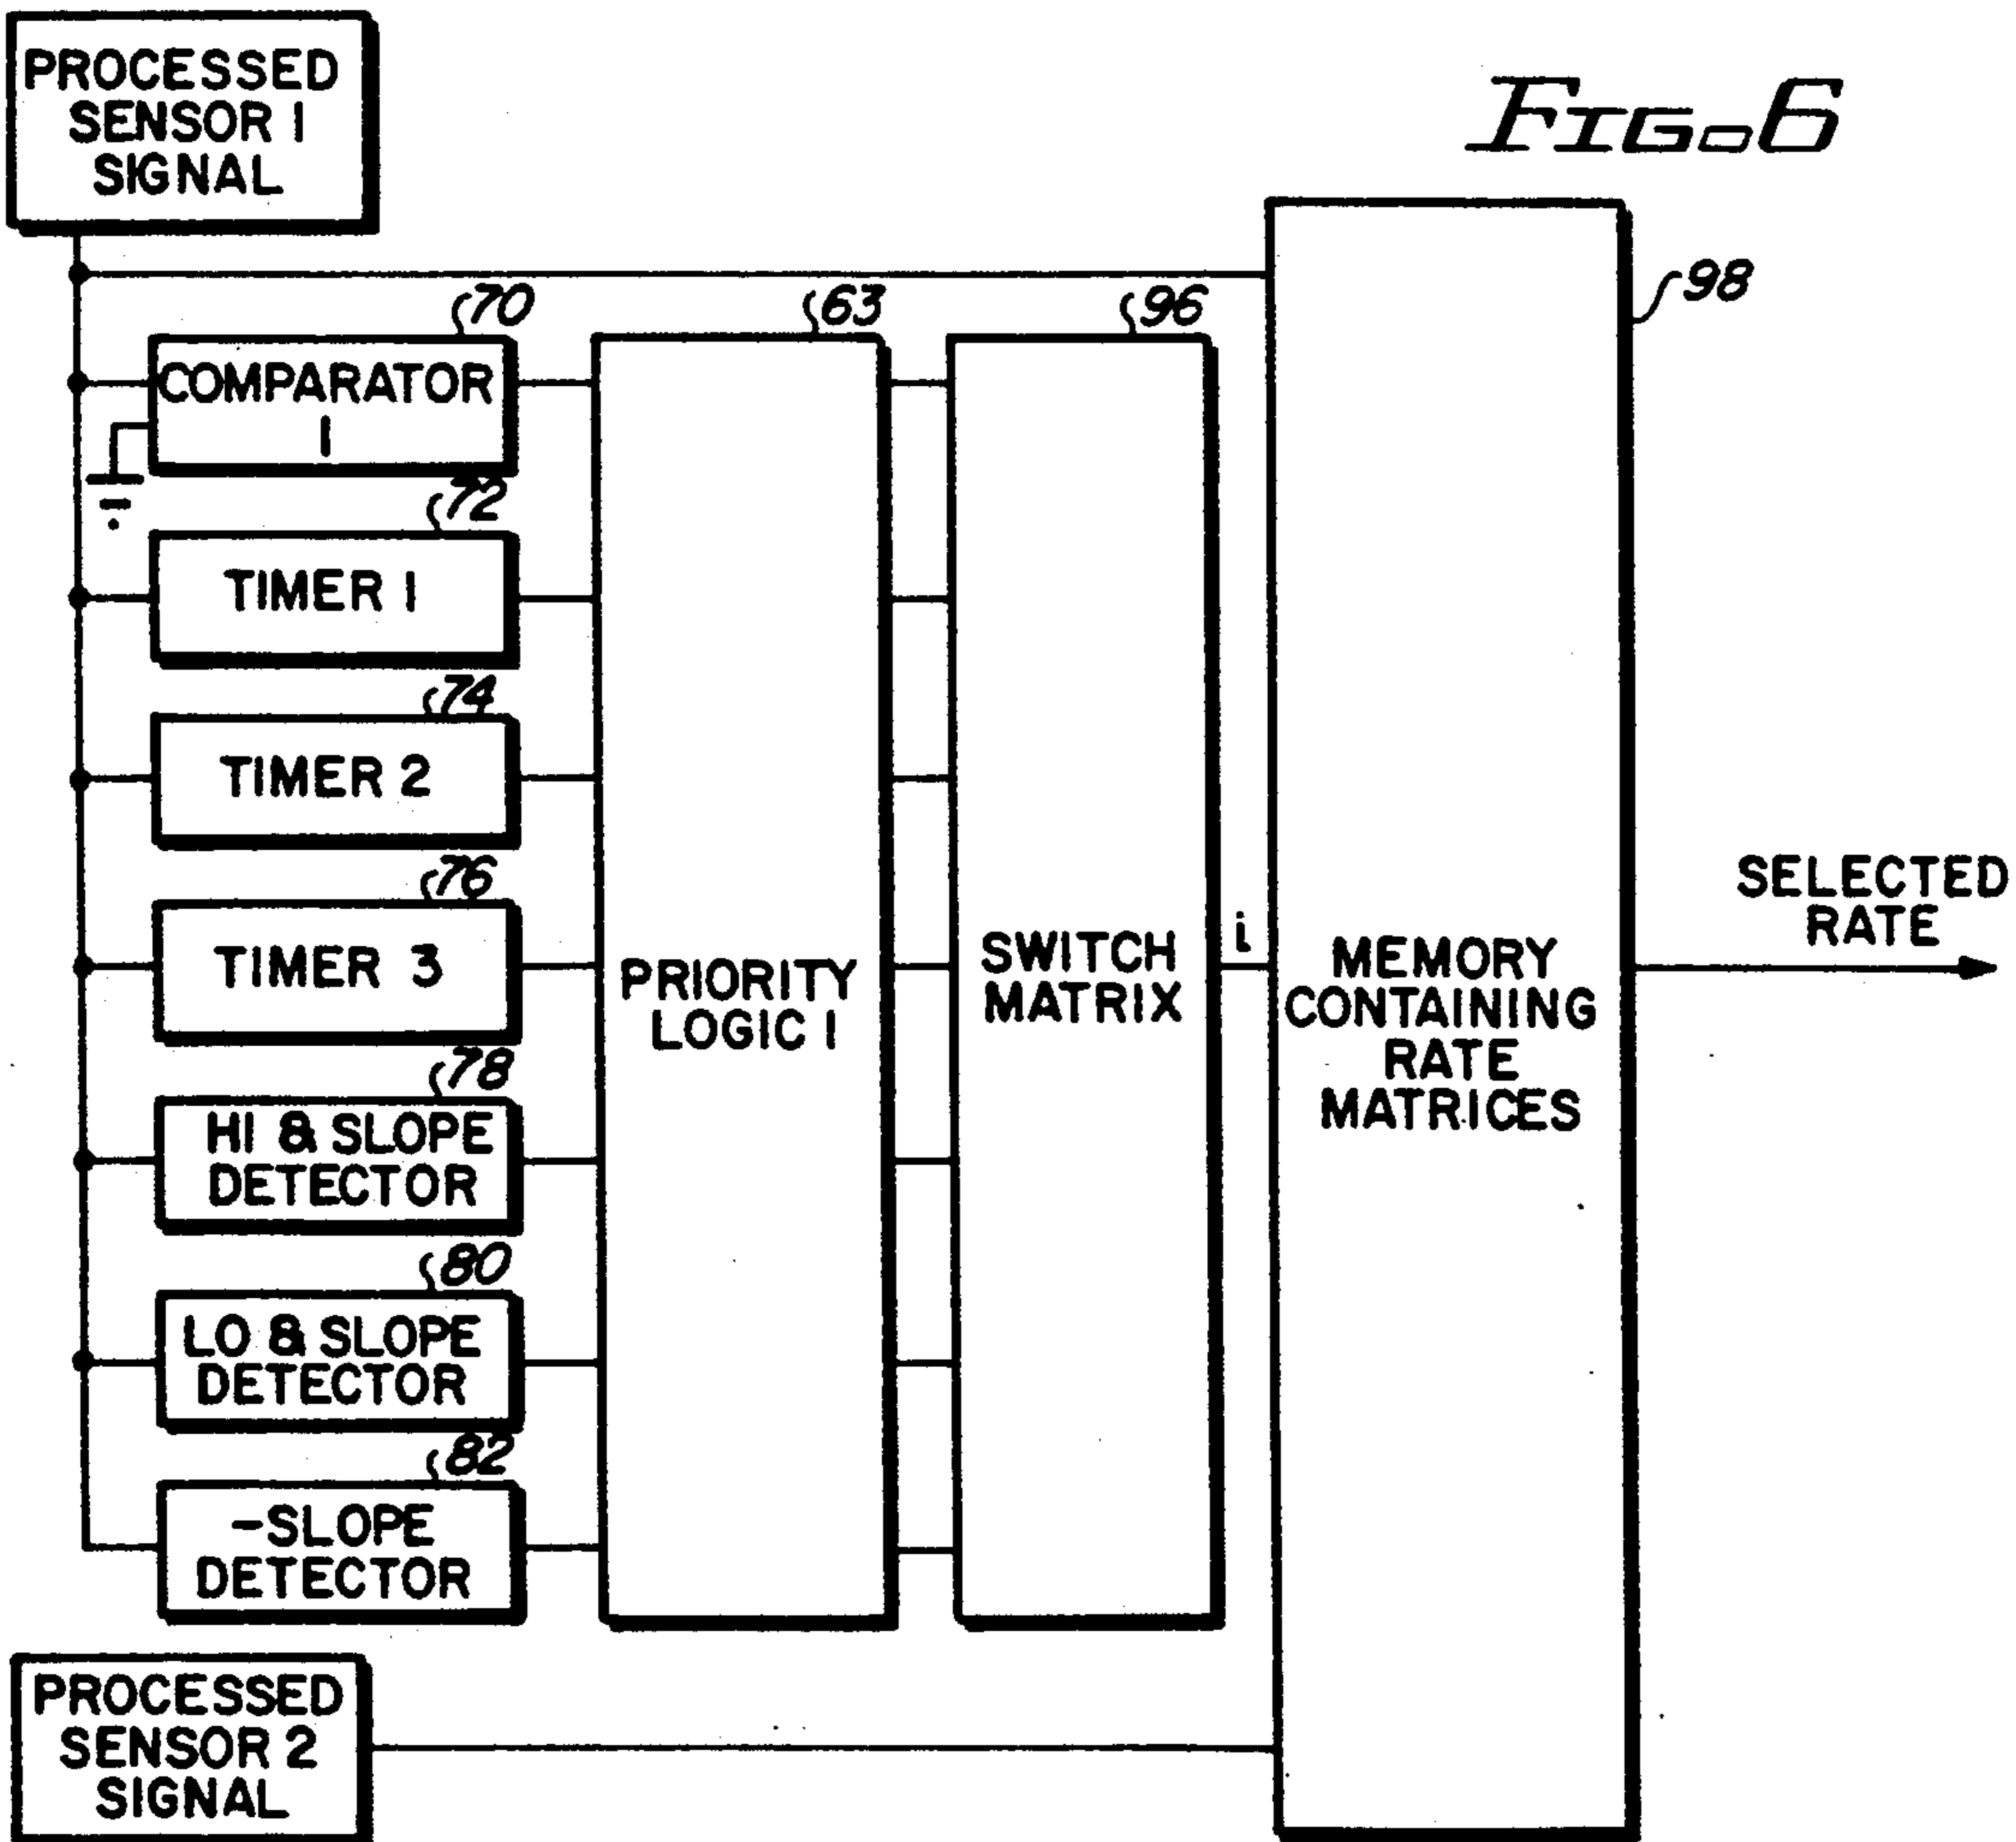 PROCESSED
SENSOR 1
SIGNAL
FIG. 6
70
63
96
98
COMPARATOR
1
72
TIMER 1
74
TIMER 2
76
TIMER 3
PRIORITY
LOGIC 1
SWITCH
MATRIX
i
MEMORY
CONTAINING
RATE
MATRICES
SELECTED
RATE
78
HI & SLOPE
DETECTOR
80
LO & SLOPE
DETECTOR
82
-SLOPE
DETECTOR
PROCESSED
SENSOR 2
SIGNAL